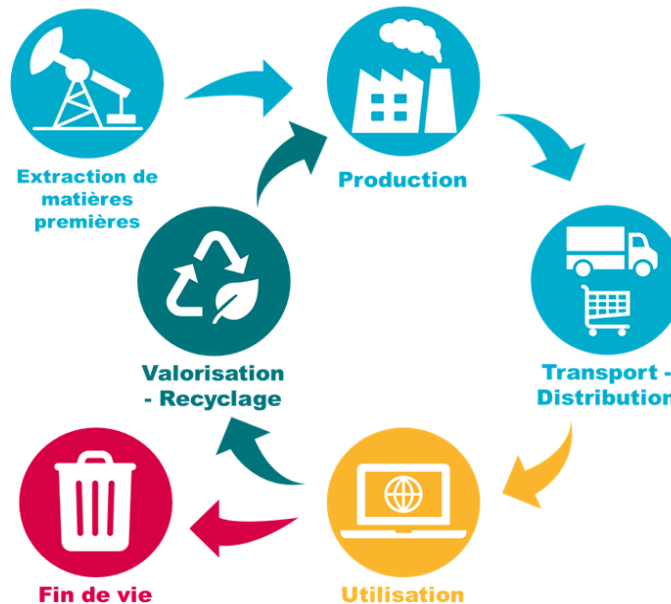 Extraction de
matières
premières
Production
Valorisation
- Recyclage
Transport -
Distribution
Fin de vie
Utilisation